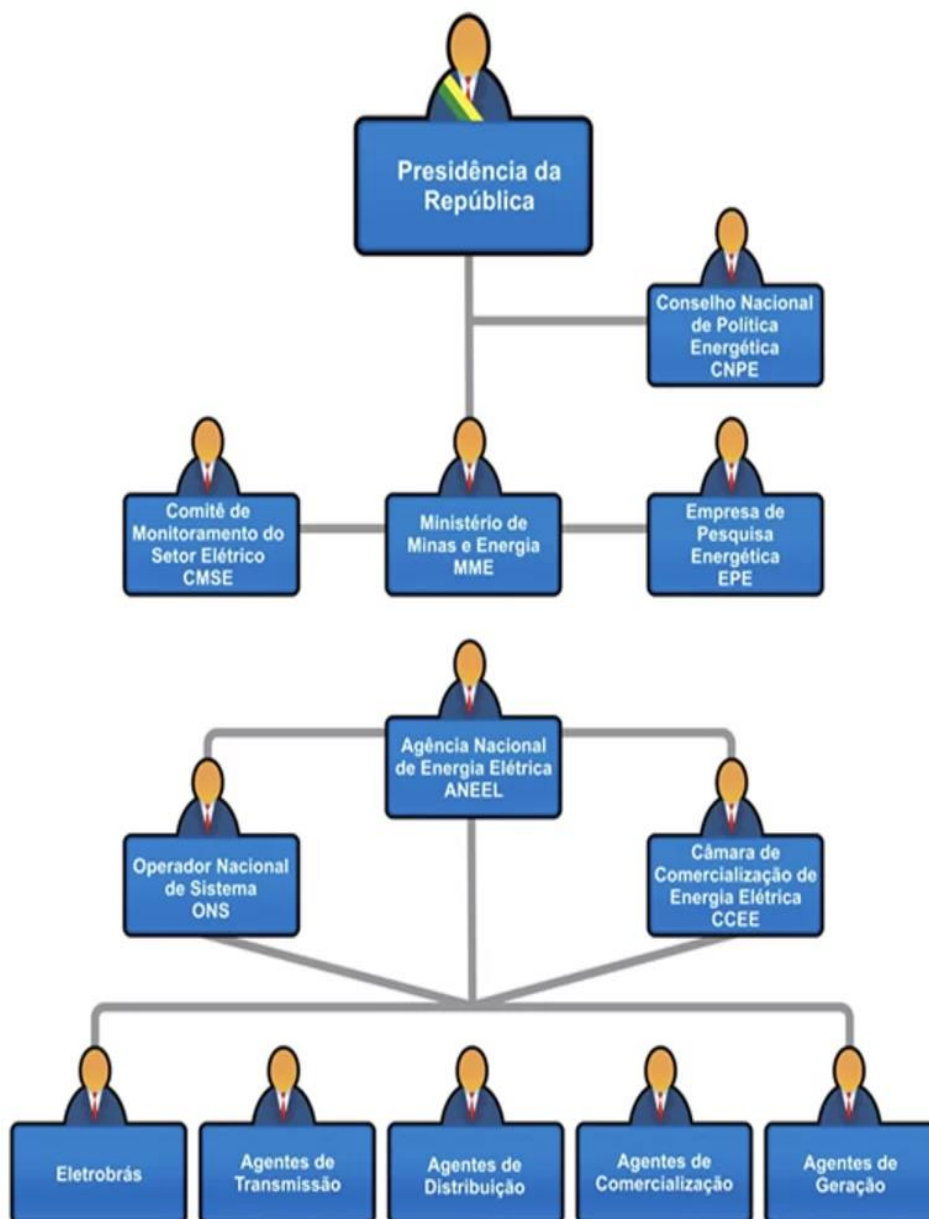 Presidência da
República
Conselho Nacional
de Política
Energética
CNPE
Comitê de
Monitoramento do
Setor Elétrico
CMSE
Ministério de
Minas e Energia
MME
Empresa de
Pesquisa
Energética
EPE
Agência Nacional
de Energia Elétrica
ANEEL
Operador Nacional
de Sistema
ONS
Câmara de
Comercialização de
Energia Elétrica
CCEE
Eletrobrás
Agentes de
Transmissão
Agentes de
Distribuição
Agentes de
Comercialização
Agentes de
Geração